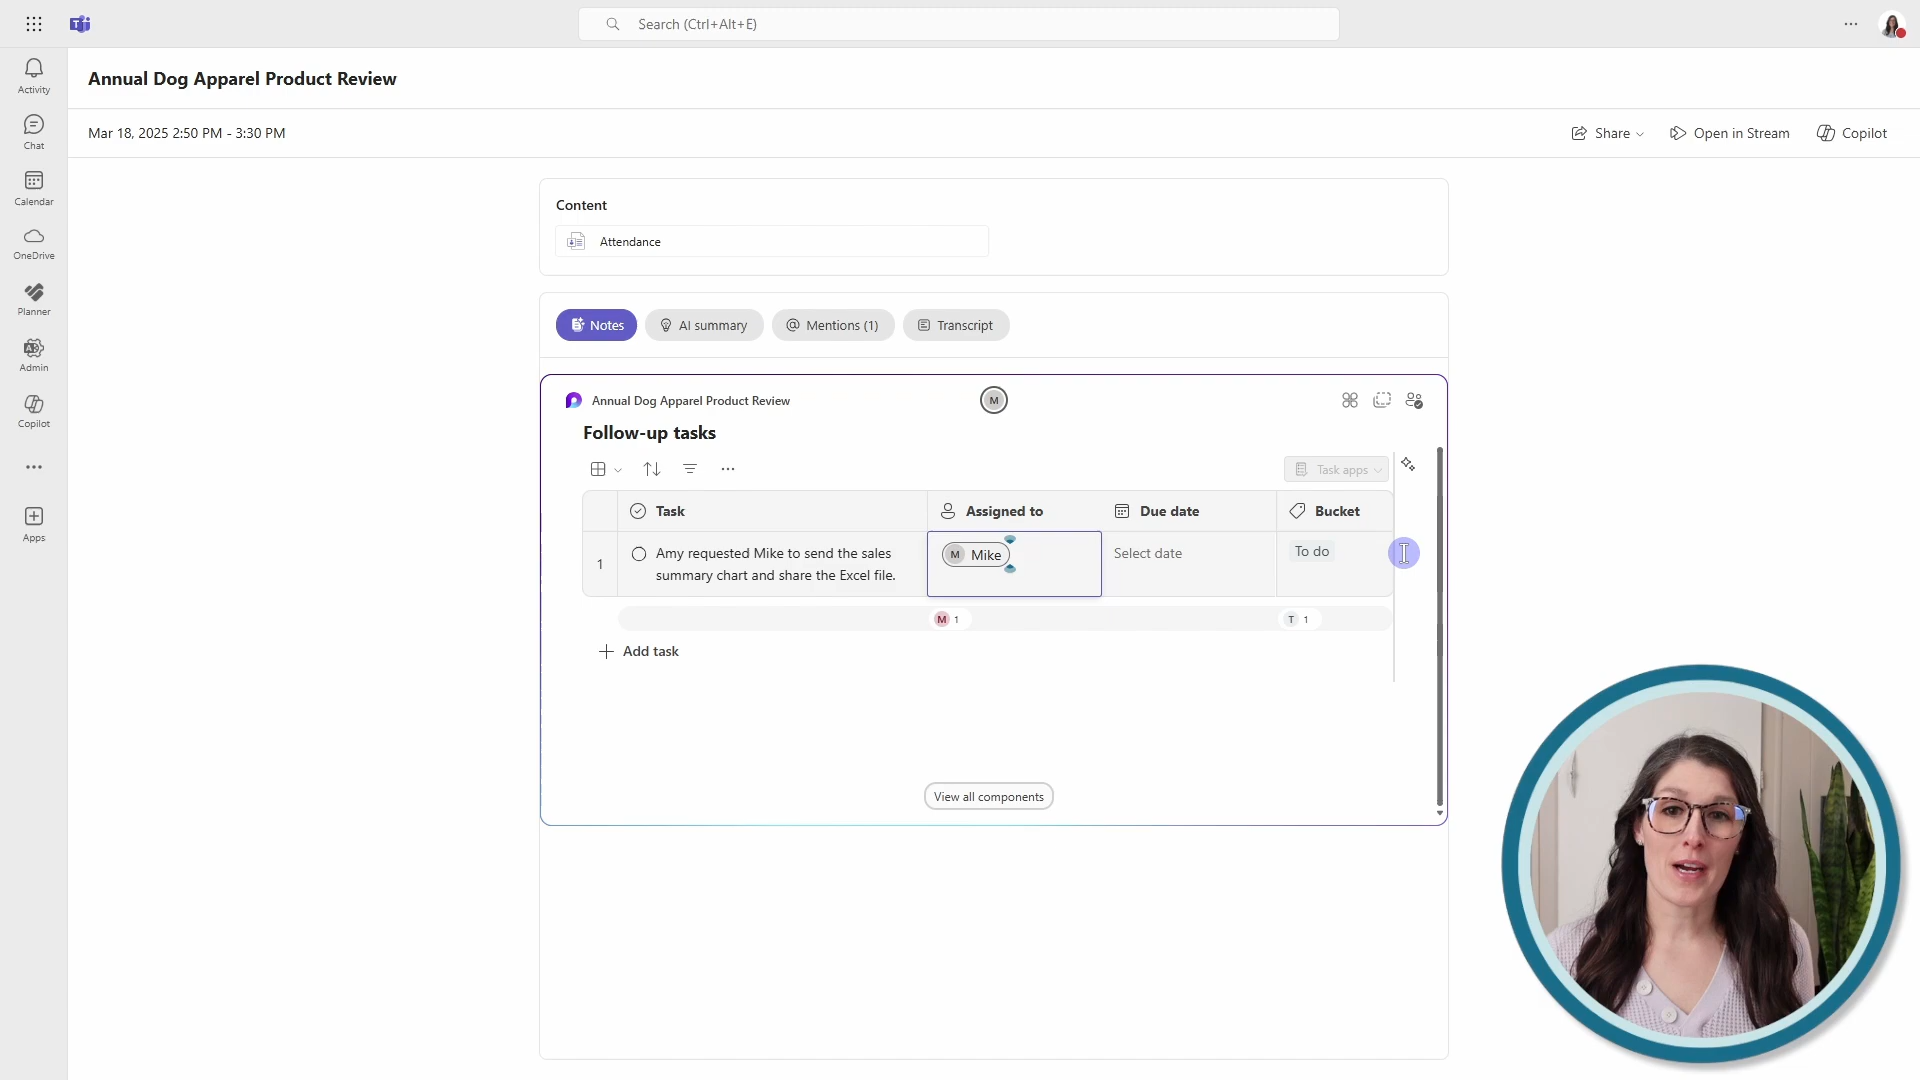 Search (Ctrl+Alt+E)
Activity
Chat
Calendar
OneDrive
Planner
Admin
Copilot
Apps
Annual Dog Apparel Product Review
Mar 18, 2025 2:50 PM - 3:30 PM
Share
Open in Stream
Copilot
Content
Attendance
Notes
AI summary
Mentions (1)
Transcript
Annual Dog Apparel Product Review
M
Follow-up tasks
Task apps
Task
Assigned to
Due date
Bucket
1
Amy requested Mike to send the sales
summary chart and share the Excel file.
M Mike
Select date
To do
M 1
T 1
Add task
View all components